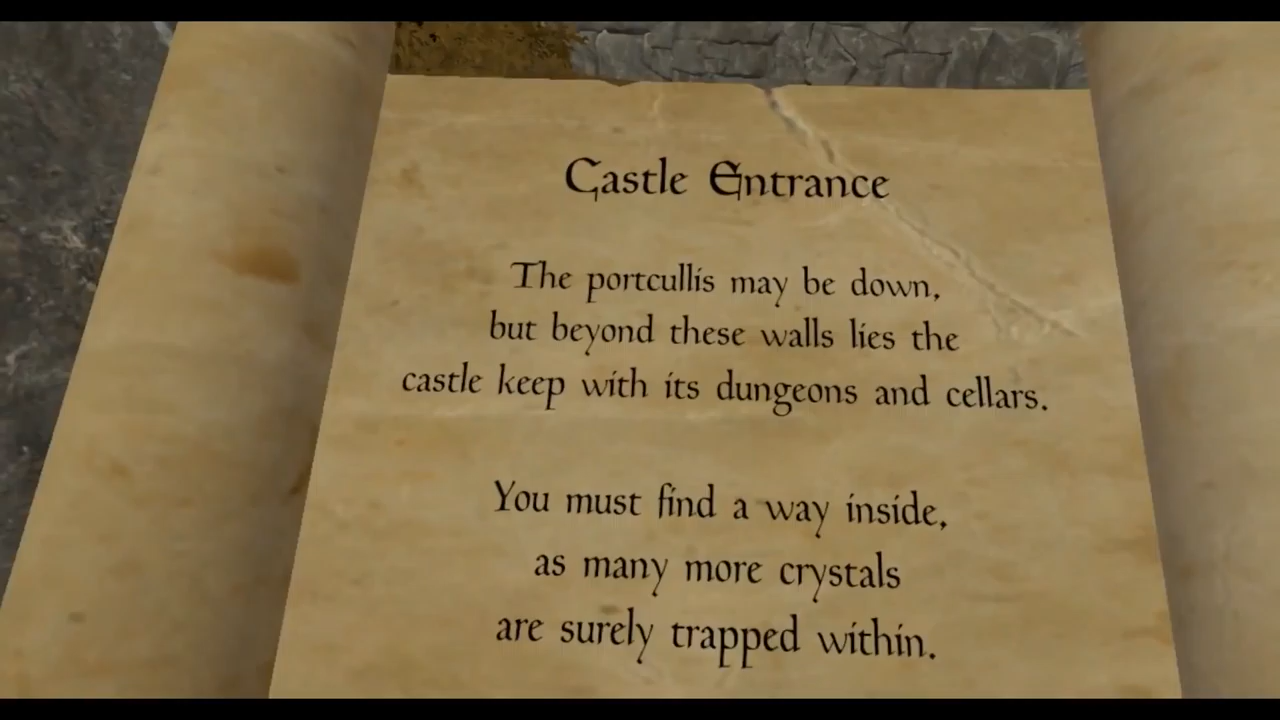 Castle Entrance
The portcullis may be down,
but beyond these walls lies the
castle keep with its dungeons and cellars.
You must find a way inside,
as many more crystals
are surely trapped within.